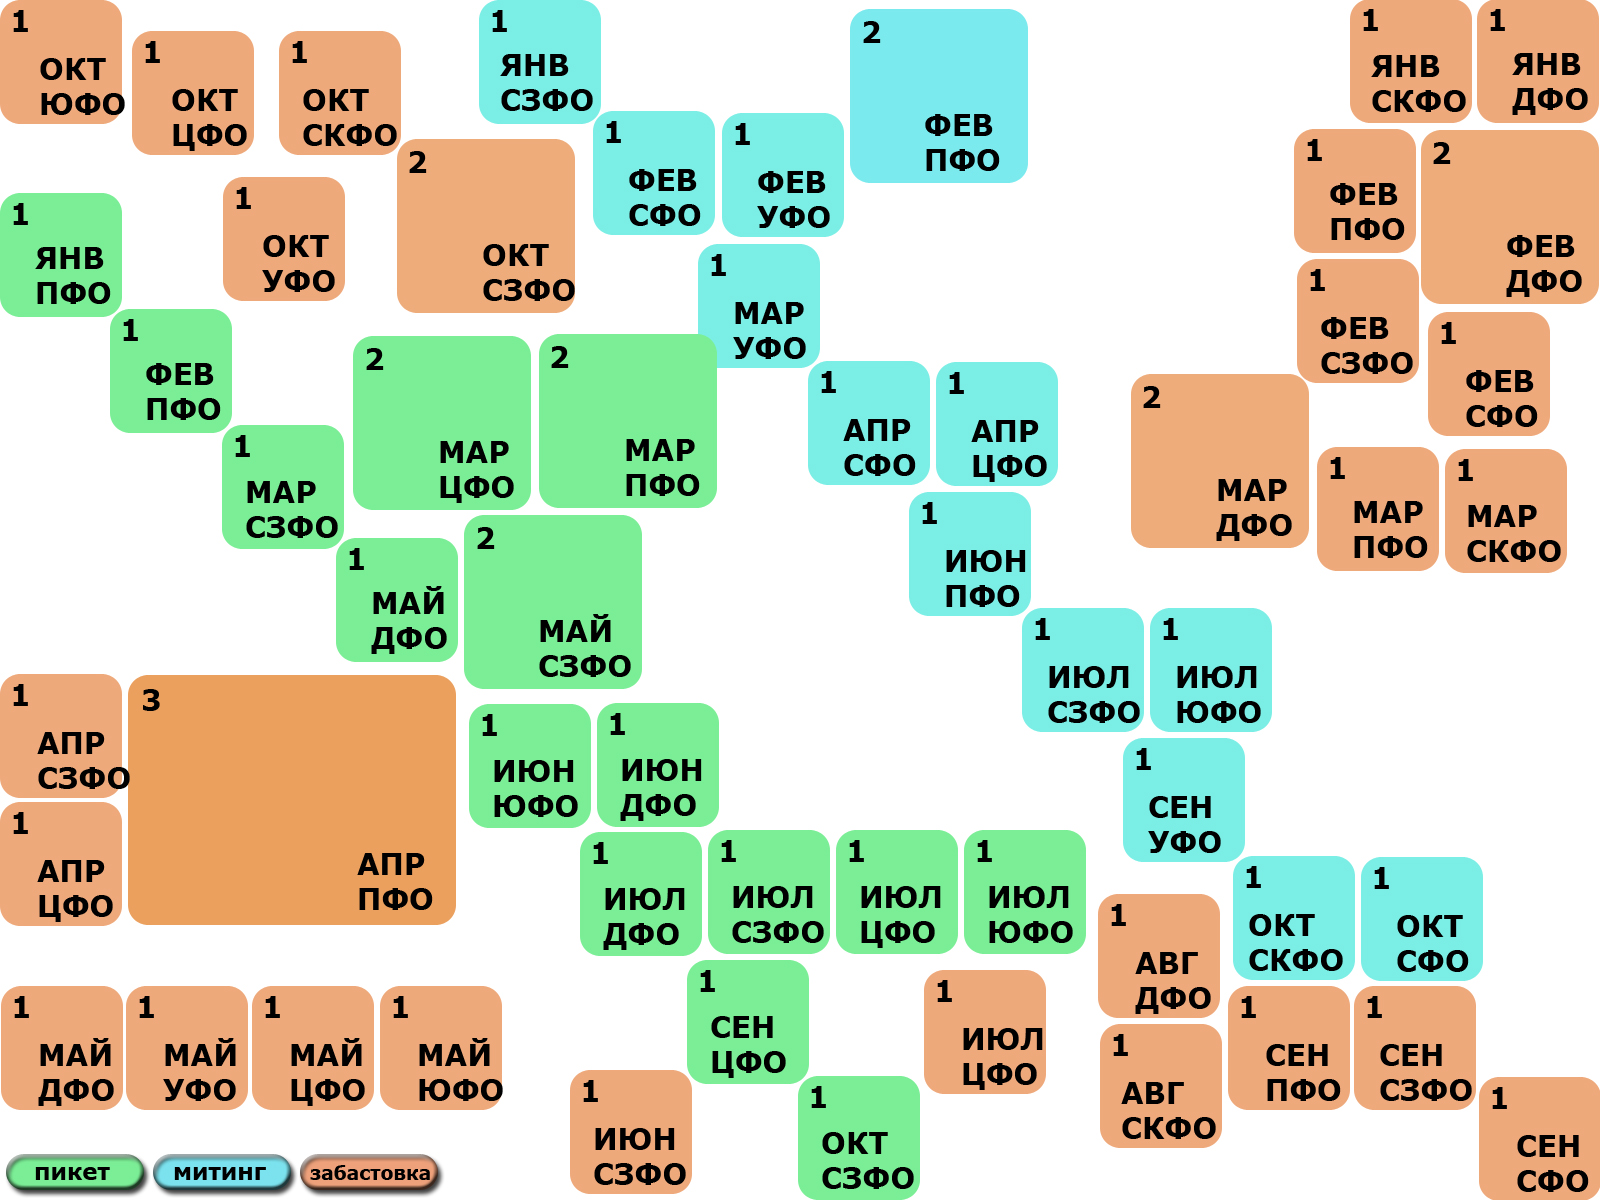 1
ОКТ
ЮФО
1
ОКТ
ЦФО
1
ОКТ
СКФО
1
ЯНВ
СЗФО
2
ФЕВ
ПФО
1
ЯНВ
СКФО
1
ЯНВ
ДФО
1
ФЕВ
СФО
1
ФЕВ
УФО
1
ФЕВ
ПФО
2
ФЕВ
ДФО
2
ОКТ
СЗФО
1
ЯНВ
ПФО
1
ОКТ
УФО
1
МАР
УФО
1
ФЕВ
СЗФО
1
ФЕВ
СФО
1
ФЕВ
ПФО
2
МАР
ЦФО
2
МАР
ПФО
1
АПР
СФО
1
АПР
ЦФО
2
МАР
ДФО
1
МАР
ПФО
1
МАР
СКФО
1
МАР
СЗФО
1
ИЮН
ПФО
1
МАЙ
ДФО
2
МАЙ
СЗФО
1
ИЮЛ
СЗФО
1
ИЮЛ
ЮФО
1
АПР
СЗФО
3
АПР
ПФО
1
ИЮН
ЮФО
1
ИЮН
ДФО
1
СЕН
УФО
1
АПР
ЦФО
1
ИЮЛ
ДФО
1
ИЮЛ
СЗФО
1
ИЮЛ
ЦФО
1
ИЮЛ
ЮФО
1
ОКТ
СКФО
1
ОКТ
СФО
1
АВГ
ДФО
1
МАЙ
ДФО
1
МАЙ
УФО
1
МАЙ
ЦФО
1
МАЙ
ЮФО
1
СЕН
ЦФО
1
ИЮЛ
ЦФО
1
АВГ
СКФО
1
СЕН
ПФО
1
СЕН
СЗФО
1
ИЮН
СЗФО
1
ОКТ
СЗФО
1
СЕН
СФО
пикет
митинг
забастовка